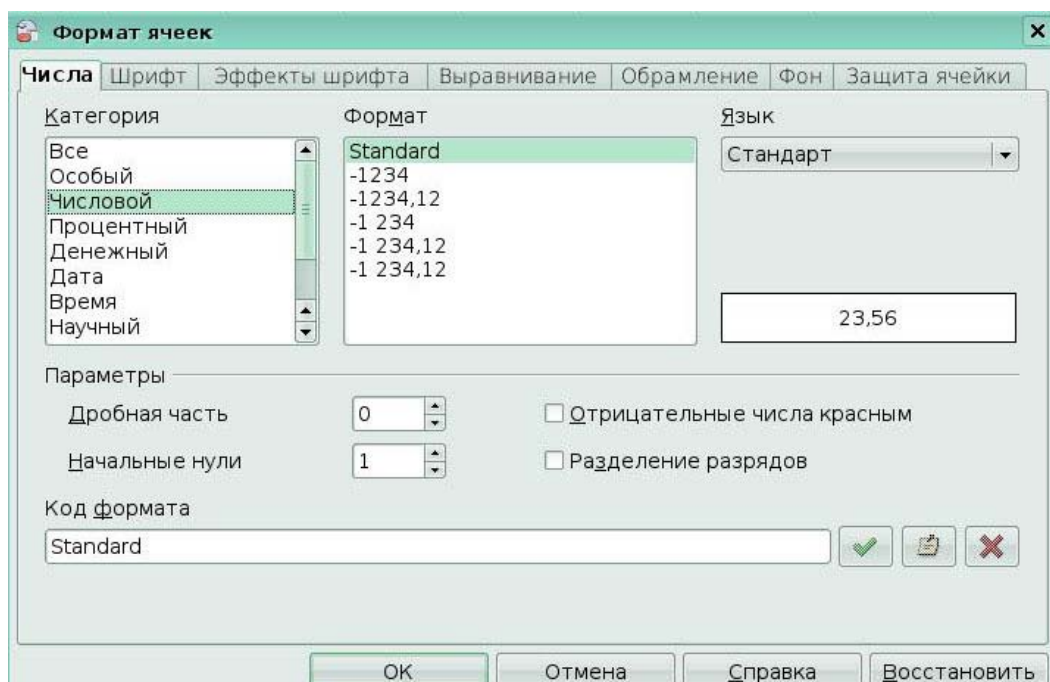 Формат ячеек
Числа Шрифт Эффекты шрифта Выравнивание Обрамление Фон Защита ячейки
Категория
Все
Особый
Числовой
Процентный
Денежный
Дата
Время
Научный
Формат
Standard
-1234
-1234,12
-1 234
-1 234,12
-1 234,12
Язык
Стандарт
23,56
Параметры
Дробная часть 0
Отрицательные числа красным
Начальные нули 1
Разделение разрядов
Код формата
Standard
ОК Отмена Справка Восстановить